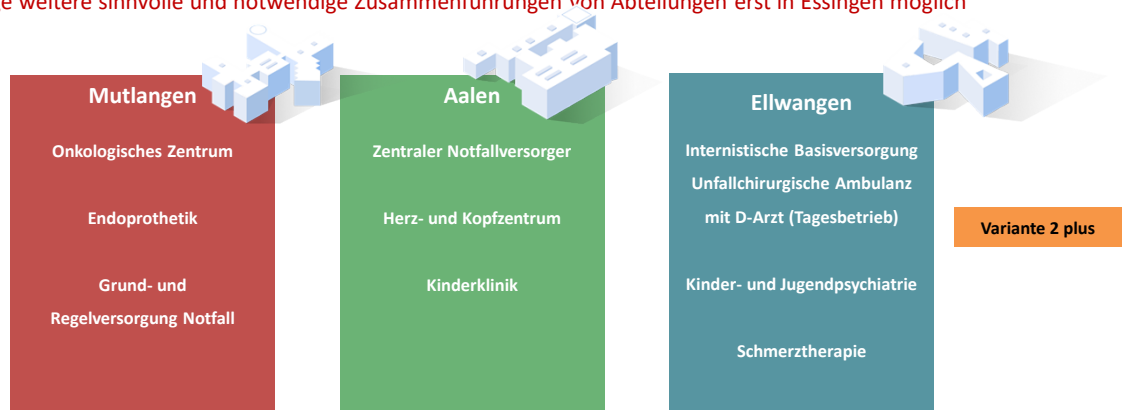 weitere sinnvolle und notwendige Zusammenführungen von Abteilungen erst in Essingen möglich
Mutlangen
Onkologisches Zentrum
Endoprothetik
Grund- und
Regelversorgung Notfall
Aalen
Zentraler Notfallversorger
Herz- und Kopfzentrum
Kinderklinik
Ellwangen
Internistische Basisversorgung
Unfallchirurgische Ambulanz
mit D-Arzt (Tagesbetrieb)
Kinder- und Jugendpsychiatrie
Schmerztherapie
Variante 2 plus